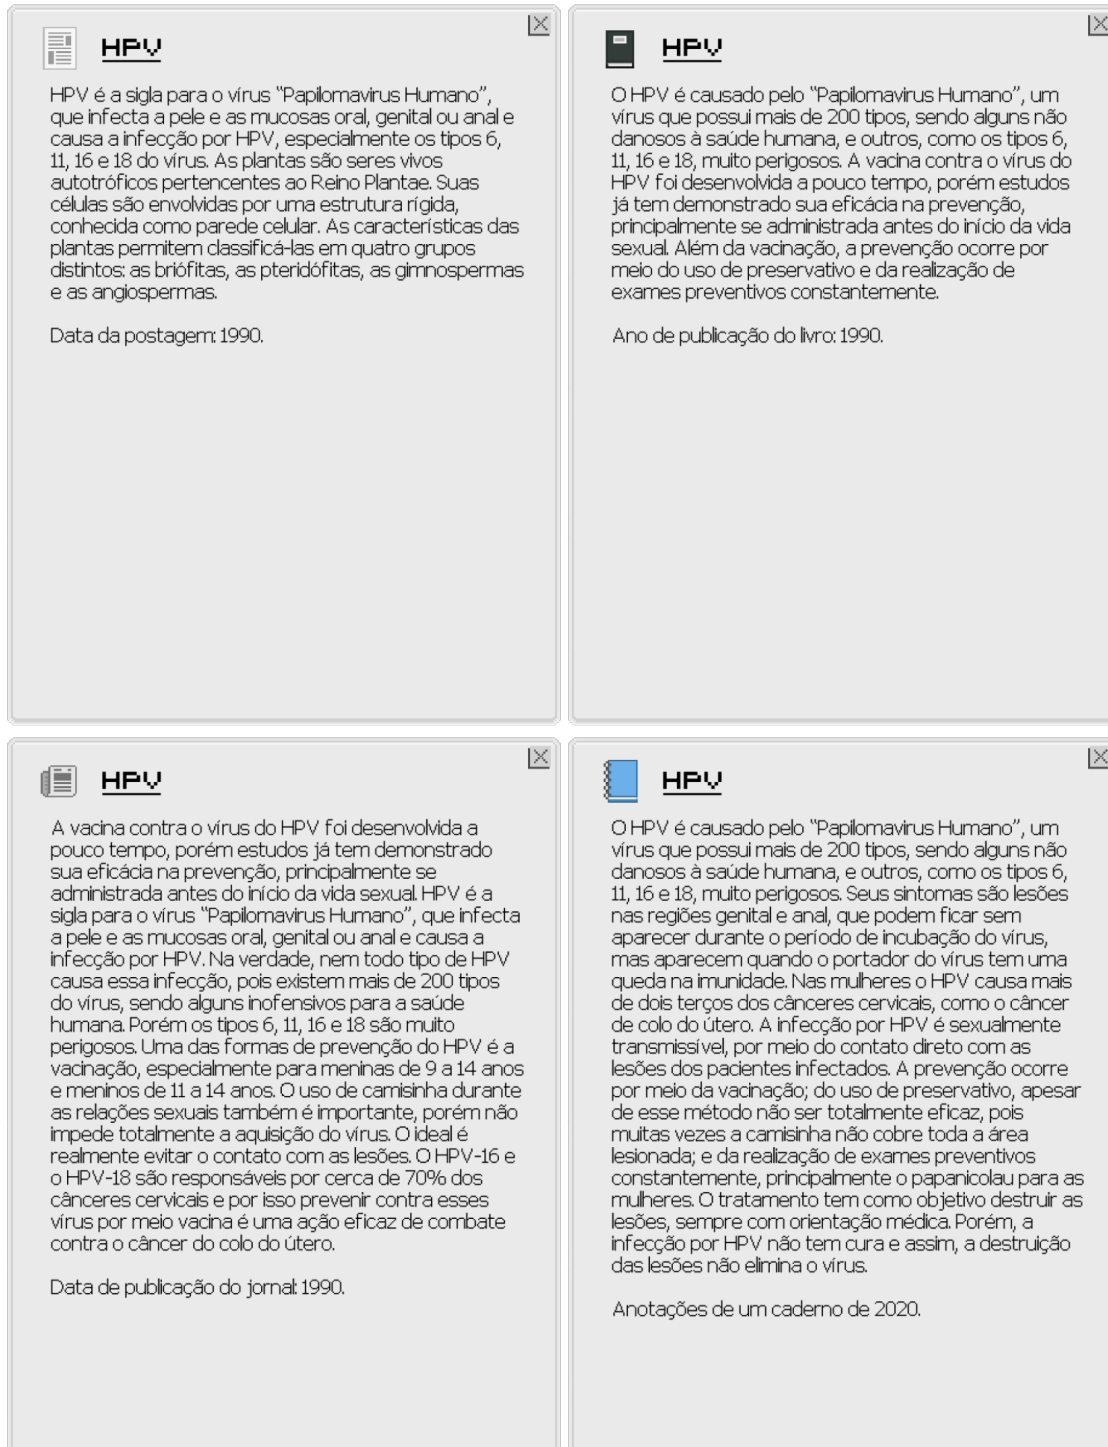 HPV
HPV é a sigla para o vírus “Papilomavirus Humano”,
que infecta a pele e as mucosas oral, genital ou anal e
causa a infecção por HPV, especialmente os tipos 6,
11, 16 e 18 do vírus. As plantas são seres vivos
autotróficos pertencentes ao Reino Plantae. Suas
células são envolvidas por uma estrutura rígida,
conhecida como parede celular. As características das
plantas permitem classificá-las em quatro grupos
distintos: as briófitas, as pteridófitas, as gimnospermas
e as angiospermas.
Data da postagem: 1990.
HPV
O HPV é causado pelo “Papilomavirus Humano”, um
vírus que possui mais de 200 tipos, sendo alguns não
danosos à saúde humana, e outros, como os tipos 6,
11, 16 e 18, muito perigosos. A vacina contra o vírus do
HPV foi desenvolvida a pouco tempo, porém estudos
já tem demonstrado sua eficácia na prevenção,
principalmente se administrada antes do início da vida
sexual. Além da vacinação, a prevenção ocorre por
meio do uso de preservativo e da realização de
exames preventivos constantemente.
Ano de publicação do livro: 1990.
HPV
A vacina contra o vírus do HPV foi desenvolvida a
pouco tempo, porém estudos já tem demonstrado
sua eficácia na prevenção, principalmente se
administrada antes do início da vida sexual. HPV é a
sigla para o vírus “Papilomavirus Humano”, que infecta
a pele e as mucosas oral, genital ou anal e causa a
infecção por HPV. Na verdade, nem todo tipo de HPV
causa essa infecção, pois existem mais de 200 tipos
do vírus, sendo alguns inofensivos para a saúde
humana. Porém os tipos 6, 11, 16 e 18 são muito
perigosos. Uma das formas de prevenção do HPV é a
vacinação, especialmente para meninas de 9 a 14 anos
e meninos de 11 a 14 anos. O uso de camisinha durante
as relações sexuais também é importante, porém não
impede totalmente a aquisição do vírus. O ideal é
realmente evitar o contato com as lesões. O HPV-16 e
o HPV-18 são responsáveis por cerca de 70% dos
cânceres cervicais e por isso prevenir contra esses
vírus por meio vacina é uma ação eficaz de combate
contra o câncer do colo do útero.
Data de publicação do jornal: 1990.
HPV
O HPV é causado pelo “Papilomavirus Humano”, um
vírus que possui mais de 200 tipos, sendo alguns não
danosos à saúde humana, e outros, como os tipos 6,
11, 16 e 18, muito perigosos. Seus sintomas são lesões
nas regiões genital e anal, que podem ficar sem
aparecer durante o período de incubação do vírus,
mas aparecem quando o portador do vírus tem uma
queda na imunidade. Nas mulheres o HPV causa mais
de dois terços dos cânceres cervicais, como o câncer
de colo do útero. A infecção por HPV é sexualmente
transmissível, por meio do contato direto com as
lesões dos pacientes infectados. A prevenção ocorre
por meio da vacinação; do uso de preservativo, apesar
de esse método não ser totalmente eficaz, pois
muitas vezes a camisinha não cobre toda a área
lesionada; e da realização de exames preventivos
constantemente, principalmente o papanicolau para as
mulheres. O tratamento tem como objetivo destruir as
lesões, sempre com orientação médica. Porém, a
infecção por HPV não tem cura e assim, a destruição
das lesões não elimina o vírus.
Anotações de um caderno de 2020.